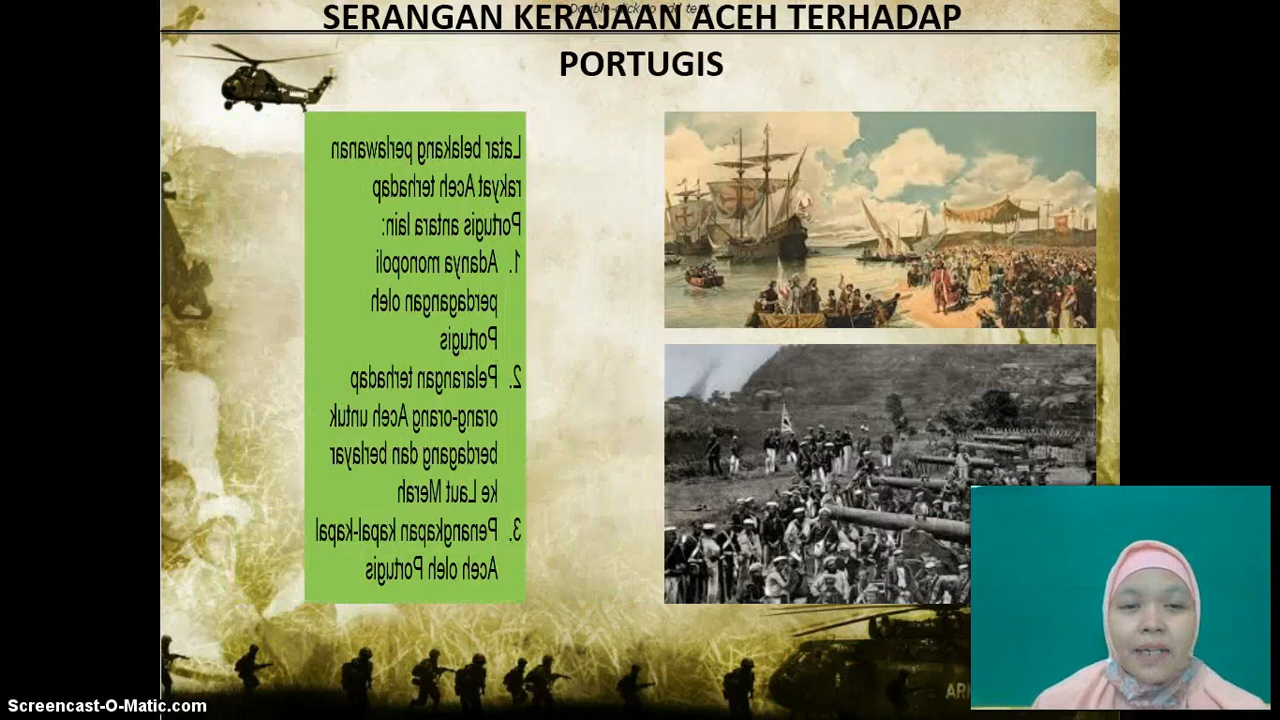 SERANGAN KERAJAAN ACEH TERHADAP
PORTUGIS
Latar belakang perlawanan
rakyat Aceh terhadap
Portugis antara lain:
1. Adanya monopoli
perdagangan oleh
Portugis
2. Pelarangan terhadap
orang-orang Aceh untuk
berdagang dan berlayar
ke Laut Merah
3. Penangkapan kapal-kapal
Aceh oleh Portugis
Screencast-O-Matic.com